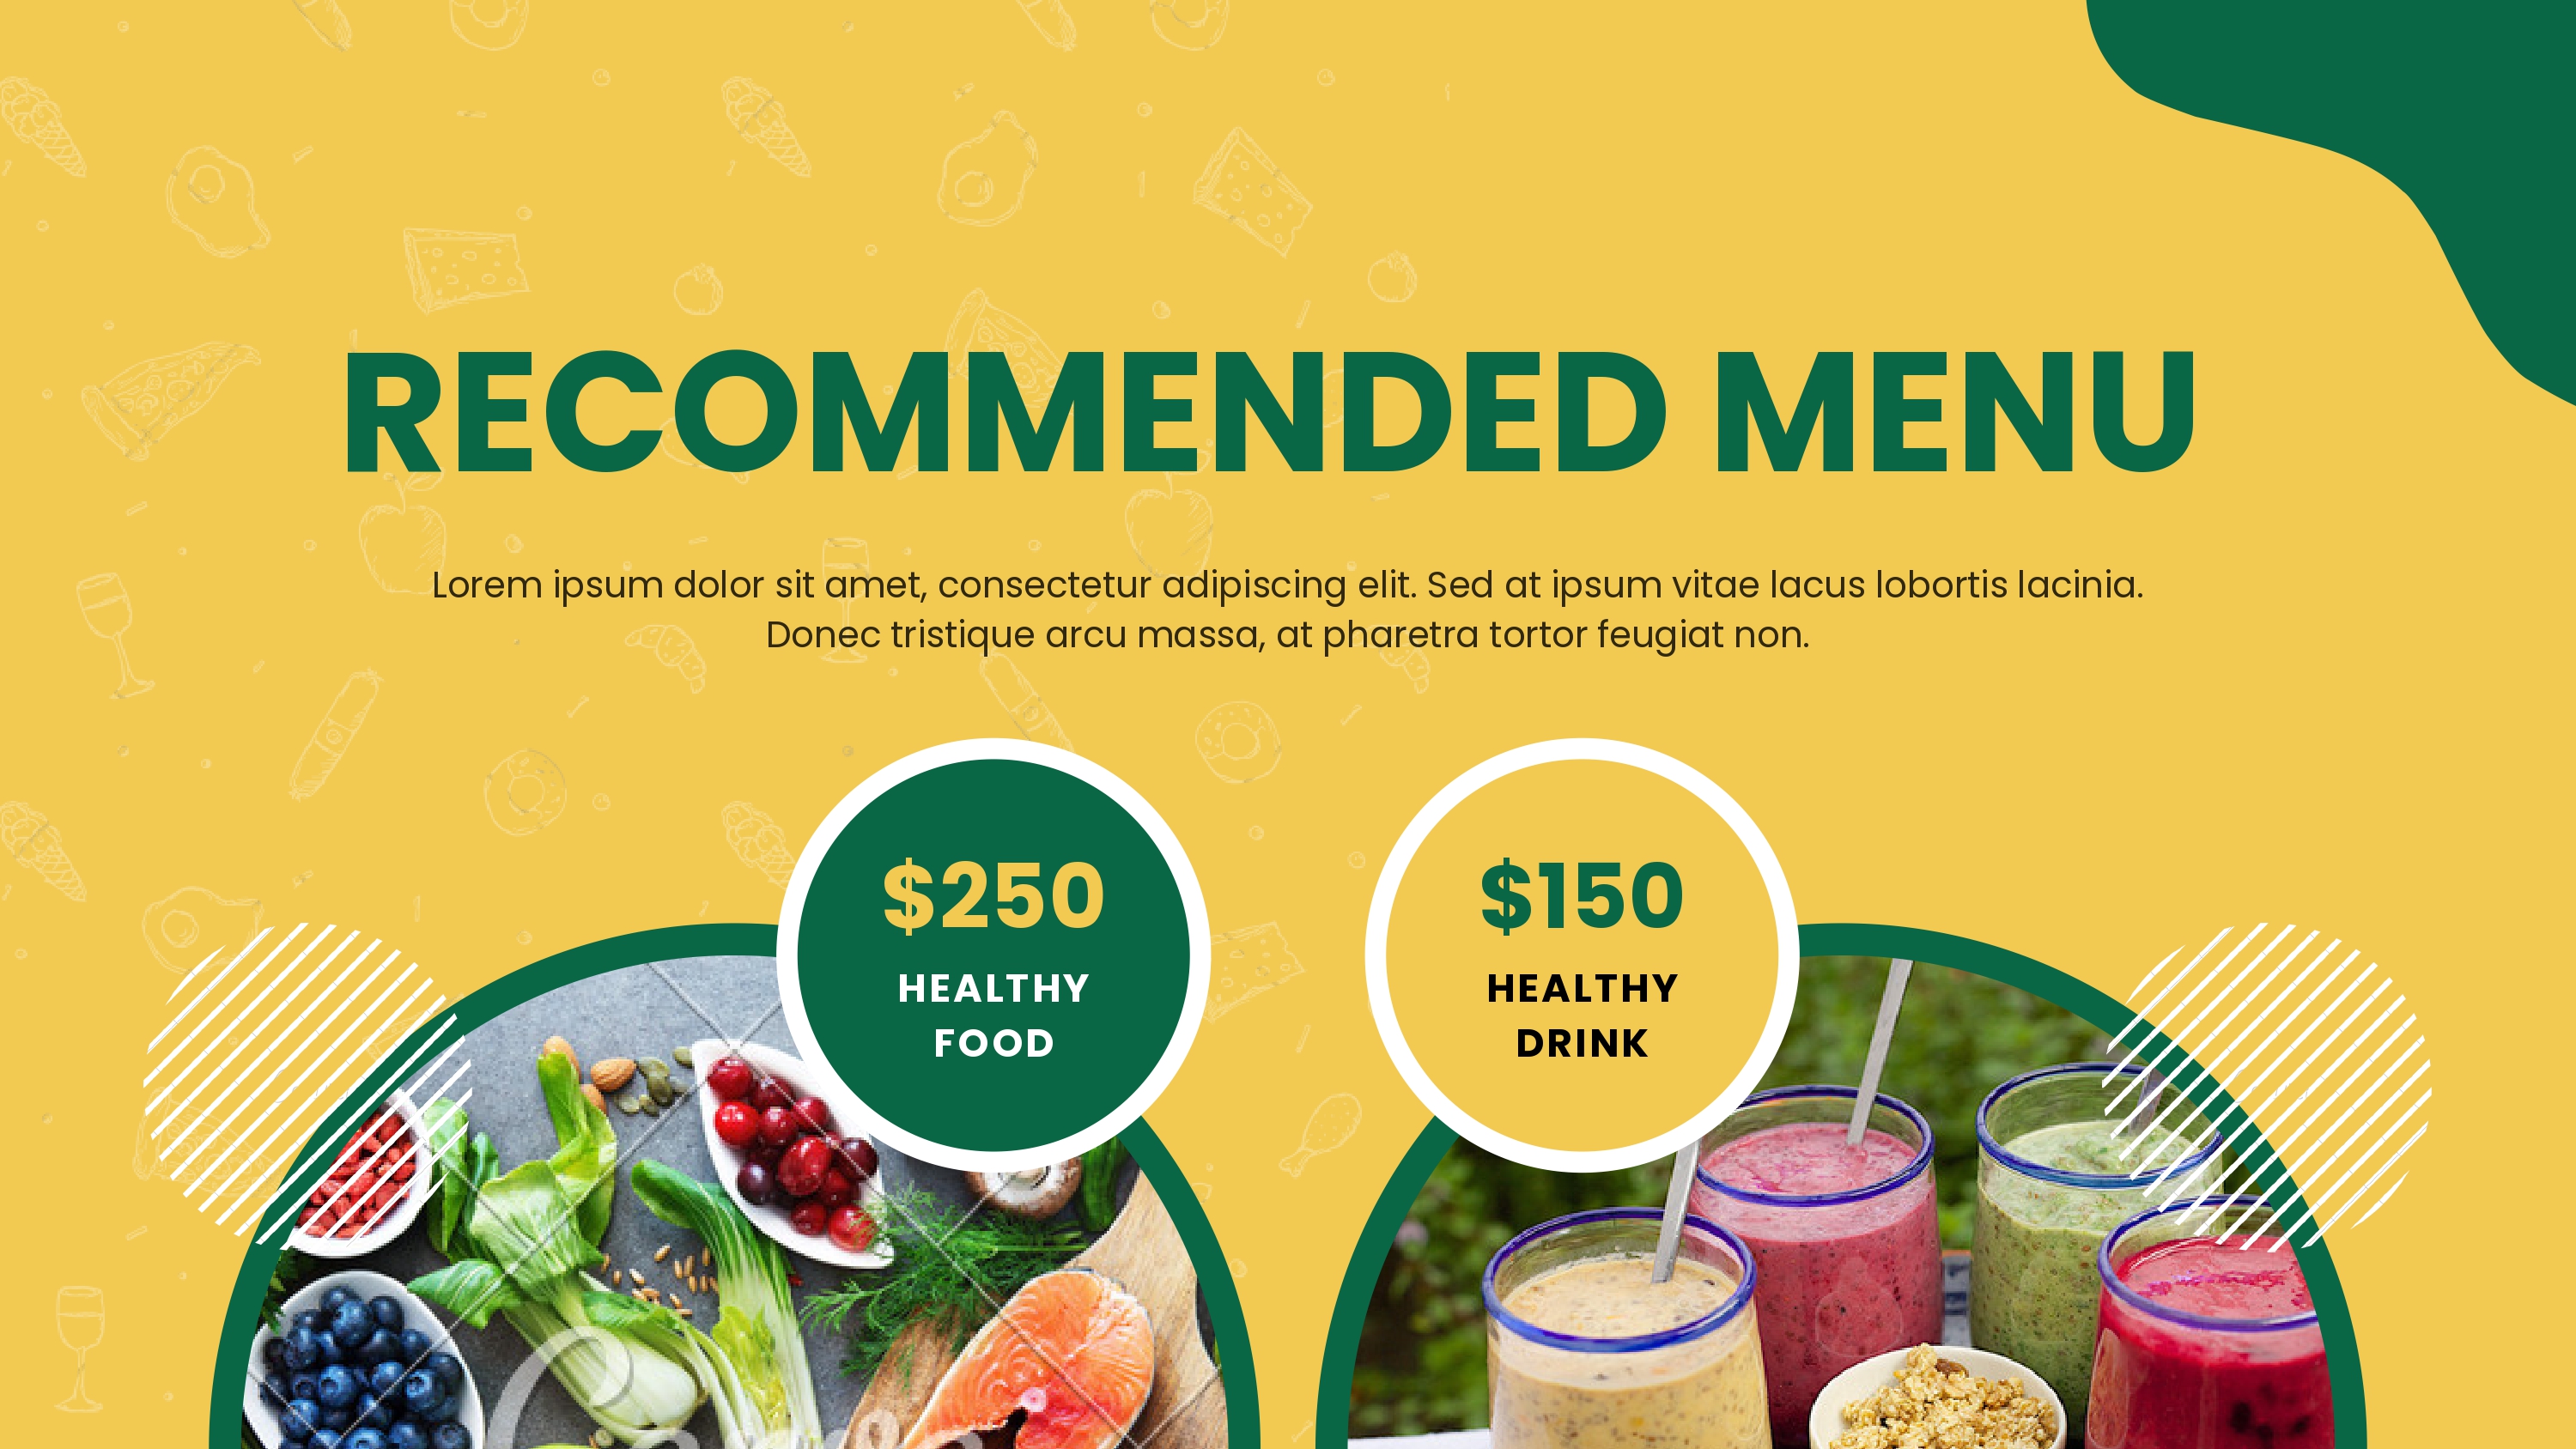 RECOMMENDED MENU
Lorem ipsum dolor sit amet, consectetur adipiscing elit. Sed at ipsum vitae lacus lobortis lacinia.
Donec tristique arcu massa, at pharetra tortor feugiat non.
$250
HEALTHY
FOOD
$150
HEALTHY
DRINK